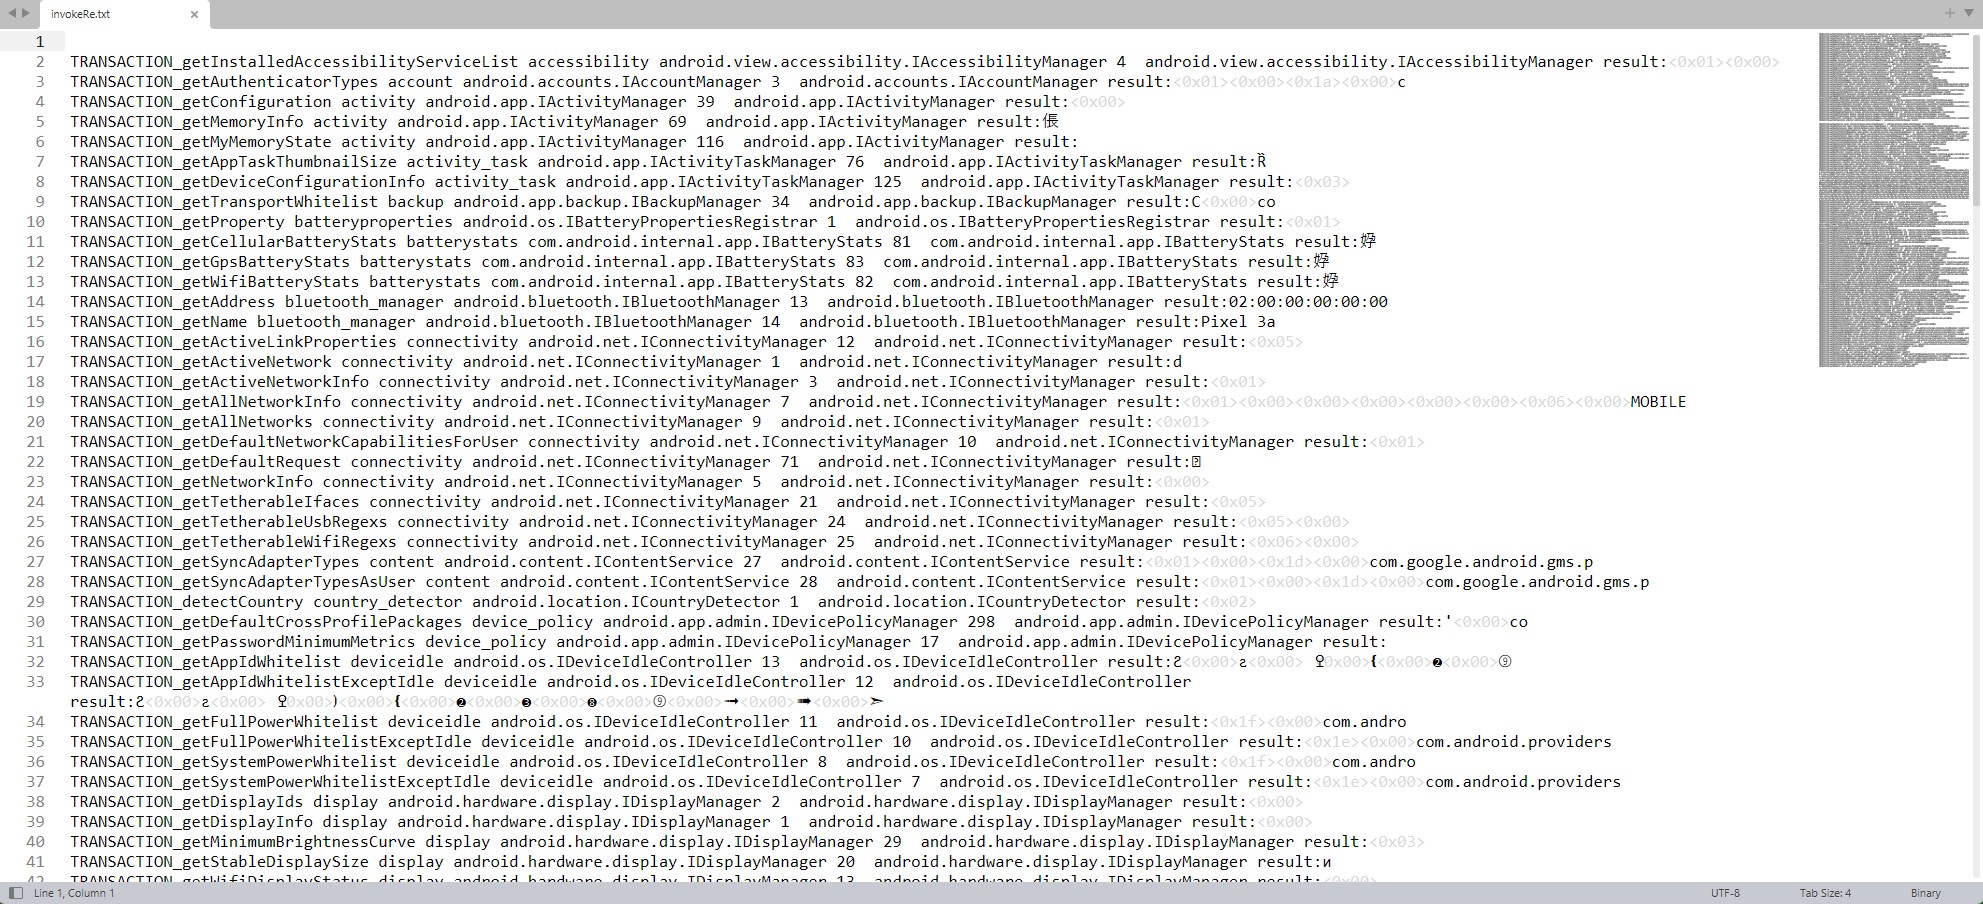 invokeRe.txt
1
2 TRANSACTION_getInstalledAccessibilityServiceList accessibility android.view.accessibility.IAccessibilityManager 4  android.view.accessibility.IAccessibilityManager result:<0x01><0x00>
3 TRANSACTION_getAuthenticatorTypes account android.accounts.IAccountManager 3  android.accounts.IAccountManager result:<0x01><0x00><0x1a><0x00>c
4 TRANSACTION_getConfiguration activity android.app.IActivityManager 39  android.app.IActivityManager result:<0x00>
5 TRANSACTION_getMemoryInfo activity android.app.IActivityManager 69  android.app.IActivityManager result:倀
6 TRANSACTION_getMyMemoryState activity android.app.IActivityManager 116  android.app.IActivityManager result:
7 TRANSACTION_getAppTaskThumbnailSize activity_task android.app.IActivityTaskManager 76  android.app.IActivityTaskManager result:Ȑ
8 TRANSACTION_getDeviceConfigurationInfo activity_task android.app.IActivityTaskManager 125  android.app.IActivityTaskManager result:<0x03>
9 TRANSACTION_getTransportWhitelist backup android.app.backup.IBackupManager 34  android.app.backup.IBackupManager result:C<0x00>co
10 TRANSACTION_getProperty batteryproperties android.os.IBatteryPropertiesRegistrar 1  android.os.IBatteryPropertiesRegistrar result:<0x01>
11 TRANSACTION_getCellularBatteryStats batterystats com.android.internal.app.IBatteryStats 81  com.android.internal.app.IBatteryStats result:
12 TRANSACTION_getGpsBatteryStats batterystats com.android.internal.app.IBatteryStats 83  com.android.internal.app.IBatteryStats result:
13 TRANSACTION_getWifiBatteryStats batterystats com.android.internal.app.IBatteryStats 82  com.android.internal.app.IBatteryStats result:
14 TRANSACTION_getAddress bluetooth_manager android.bluetooth.IBluetoothManager 13  android.bluetooth.IBluetoothManager result:02:00:00:00:00:00
15 TRANSACTION_getName bluetooth_manager android.bluetooth.IBluetoothManager 14  android.bluetooth.IBluetoothManager result:Pixel 3a
16 TRANSACTION_getActiveLinkProperties connectivity android.net.IConnectivityManager 12  android.net.IConnectivityManager result:<0x05>
17 TRANSACTION_getActiveNetwork connectivity android.net.IConnectivityManager 1  android.net.IConnectivityManager result:d
18 TRANSACTION_getActiveNetworkInfo connectivity android.net.IConnectivityManager 3  android.net.IConnectivityManager result:<0x01>
19 TRANSACTION_getAllNetworkInfo connectivity android.net.IConnectivityManager 7  android.net.IConnectivityManager result:<0x01><0x00><0x00><0x00><0x00><0x00><0x06><0x00>MOBILE
20 TRANSACTION_getAllNetworks connectivity android.net.IConnectivityManager 9  android.net.IConnectivityManager result:<0x01>
21 TRANSACTION_getDefaultNetworkCapabilitiesForUser connectivity android.net.IConnectivityManager 10  android.net.IConnectivityManager result:<0x01>
22 TRANSACTION_getDefaultRequest connectivity android.net.IConnectivityManager 71  android.net.IConnectivityManager result:
23 TRANSACTION_getNetworkInfo connectivity android.net.IConnectivityManager 5  android.net.IConnectivityManager result:<0x00>
24 TRANSACTION_getTetherableIfaces connectivity android.net.IConnectivityManager 21  android.net.IConnectivityManager result:<0x05>
25 TRANSACTION_getTetherableUsbRegexs connectivity android.net.IConnectivityManager 24  android.net.IConnectivityManager result:<0x05><0x00>
26 TRANSACTION_getTetherableWifiRegexs connectivity android.net.IConnectivityManager 25  android.net.IConnectivityManager result:<0x06><0x00>
27 TRANSACTION_getSyncAdapterTypes content android.content.IContentService 27  android.content.IContentService result:<0x01><0x00><0x1d><0x00>com.google.android.gms.p
28 TRANSACTION_getSyncAdapterTypesAsUser content android.content.IContentService 28  android.content.IContentService result:<0x01><0x00><0x1d><0x00>com.google.android.gms.p
29 TRANSACTION_detectCountry country_detector android.location.ICountryDetector 1  android.location.ICountryDetector result:<0x02>
30 TRANSACTION_getDefaultCrossProfilePackages device_policy android.app.admin.IDevicePolicyManager 298  android.app.admin.IDevicePolicyManager result:'<0x00>co
31 TRANSACTION_getPasswordMinimumMetrics device_policy android.app.admin.IDevicePolicyManager 17  android.app.admin.IDevicePolicyManager result:
32 TRANSACTION_getAppIdWhitelist deviceidle android.os.IDeviceIdleController 13  android.os.IDeviceIdleController result:Ƨ<0x00>ƨ<0x00> ♀<0x00>❴<0x00>❷<0x00>⑨
33 TRANSACTION_getAppIdWhitelistExceptIdle deviceidle android.os.IDeviceIdleController 12  android.os.IDeviceIdleController
result:Ƨ<0x00>ƨ<0x00> ♀<0x00>❩<0x00>❴<0x00>❷<0x00>❸<0x00>❽<0x00>⑨<0x00>➞<0x00>➠<0x00>➣
34 TRANSACTION_getFullPowerWhitelist deviceidle android.os.IDeviceIdleController 11  android.os.IDeviceIdleController result:<0x1f><0x00>com.andro
35 TRANSACTION_getFullPowerWhitelistExceptIdle deviceidle android.os.IDeviceIdleController 10  android.os.IDeviceIdleController result:<0x1e><0x00>com.android.providers
36 TRANSACTION_getSystemPowerWhitelist deviceidle android.os.IDeviceIdleController 8  android.os.IDeviceIdleController result:<0x1f><0x00>com.andro
37 TRANSACTION_getSystemPowerWhitelistExceptIdle deviceidle android.os.IDeviceIdleController 7  android.os.IDeviceIdleController result:<0x1e><0x00>com.android.providers
38 TRANSACTION_getDisplayIds display android.hardware.display.IDisplayManager 2  android.hardware.display.IDisplayManager result:<0x00>
39 TRANSACTION_getDisplayInfo display android.hardware.display.IDisplayManager 1  android.hardware.display.IDisplayManager result:<0x00>
40 TRANSACTION_getMinimumBrightnessCurve display android.hardware.display.IDisplayManager 29  android.hardware.display.IDisplayManager result:<0x03>
41 TRANSACTION_getStableDisplaySize display android.hardware.display.IDisplayManager 20  android.hardware.display.IDisplayManager result:и
42 TRANSACTION_getWifiDisplayStatus display android.hardware.display.IDisplayManager 13  android.hardware.display.IDisplayManager result:<0x00>
Line 1, Column 1
UTF-8
Tab Size: 4
Binary